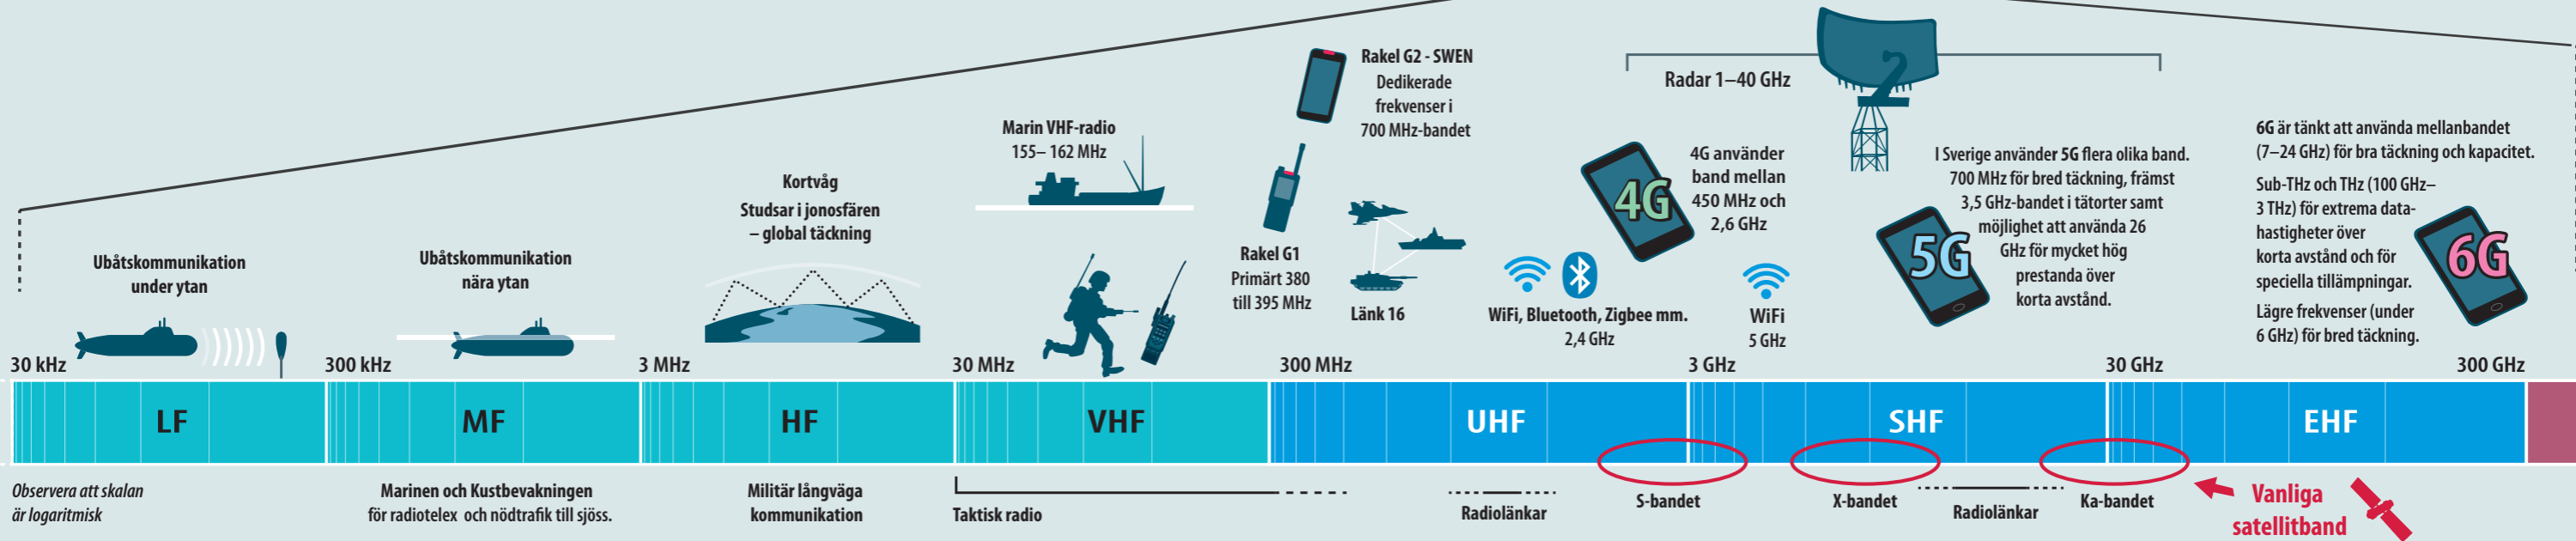 Rakel G2 - SWEN
Dedikerade
frekvenser i
700 MHz-bandet
Radar 1–40 GHz
Marin VHF-radio
155– 162 MHz
6G är tänkt att använda mellanbandet
(7–24 GHz) för bra täckning och kapacitet.
Sub-THz och THz (100 GHz–
3 THz) för extrema data-
hastigheter över
korta avstånd och för
speciella tillämpningar.
Lägre frekvenser (under
6 GHz) för bred täckning.
6G
4G använder
band mellan
450 MHz och
2,6 GHz
4G
I Sverige använder 5G flera olika band.
700 MHz för bred täckning, främst
3,5 GHz-bandet i tätorter samt
möjlighet att använda 26
GHz för mycket hög
prestanda över
korta avstånd.
5G
Kortvåg
Studsar i jonosfären
– global täckning
Ubåtskommunikation
under ytan
Ubåtskommunikation
nära ytan
Rakel G1
Primärt 380
till 395 MHz
Länk 16
WiFi, Bluetooth, Zigbee mm.
2,4 GHz
WiFi
5 GHz
30 kHz
300 kHz
3 MHz
30 MHz
300 MHz
3 GHz
30 GHz
300 GHz
LF
MF
HF
VHF
UHF
SHF
EHF
Observera att skalan
är logaritmisk
Marinen och Kustbevakningen
för radiotelex och nödtrafik till sjöss.
Militär långväga
kommunikation
Taktisk radio
Radiolänkar
S-bandet
X-bandet
Radiolänkar
Ka-bandet
Vanliga
satellitband